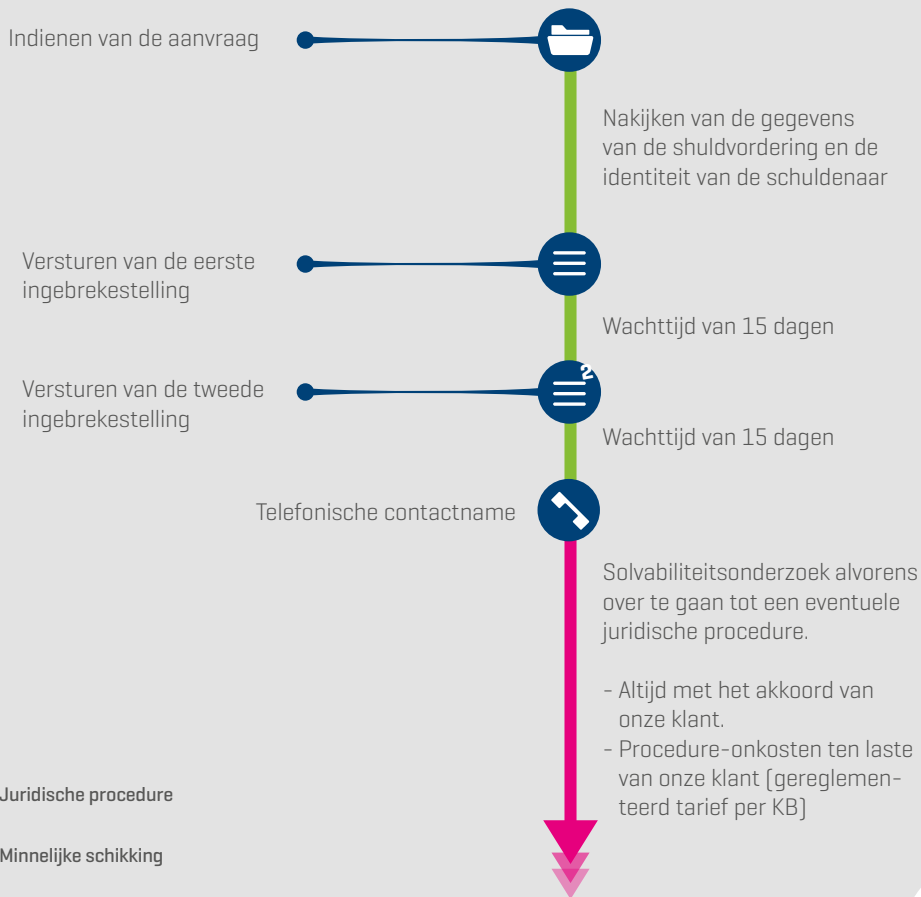 Indienen van de aanvraag
Nakijken van de gegevens
van de shuldvordering en de
identiteit van de schuldenaar
Versturen van de eerste
ingebrekestelling
Wachttijd van 15 dagen
2
Versturen van de tweede
ingebrekestelling
Wachttijd van 15 dagen
Telefonische contactname
Solvabiliteitsonderzoek alvorens
over te gaan tot een eventuele
juridische procedure.
- Altijd met het akkoord van
onze klant.
- Procedure-onkosten ten laste
van onze klant (gereglemen-
teerd tarief per KB)
Juridische procedure
Minnelijke schikking